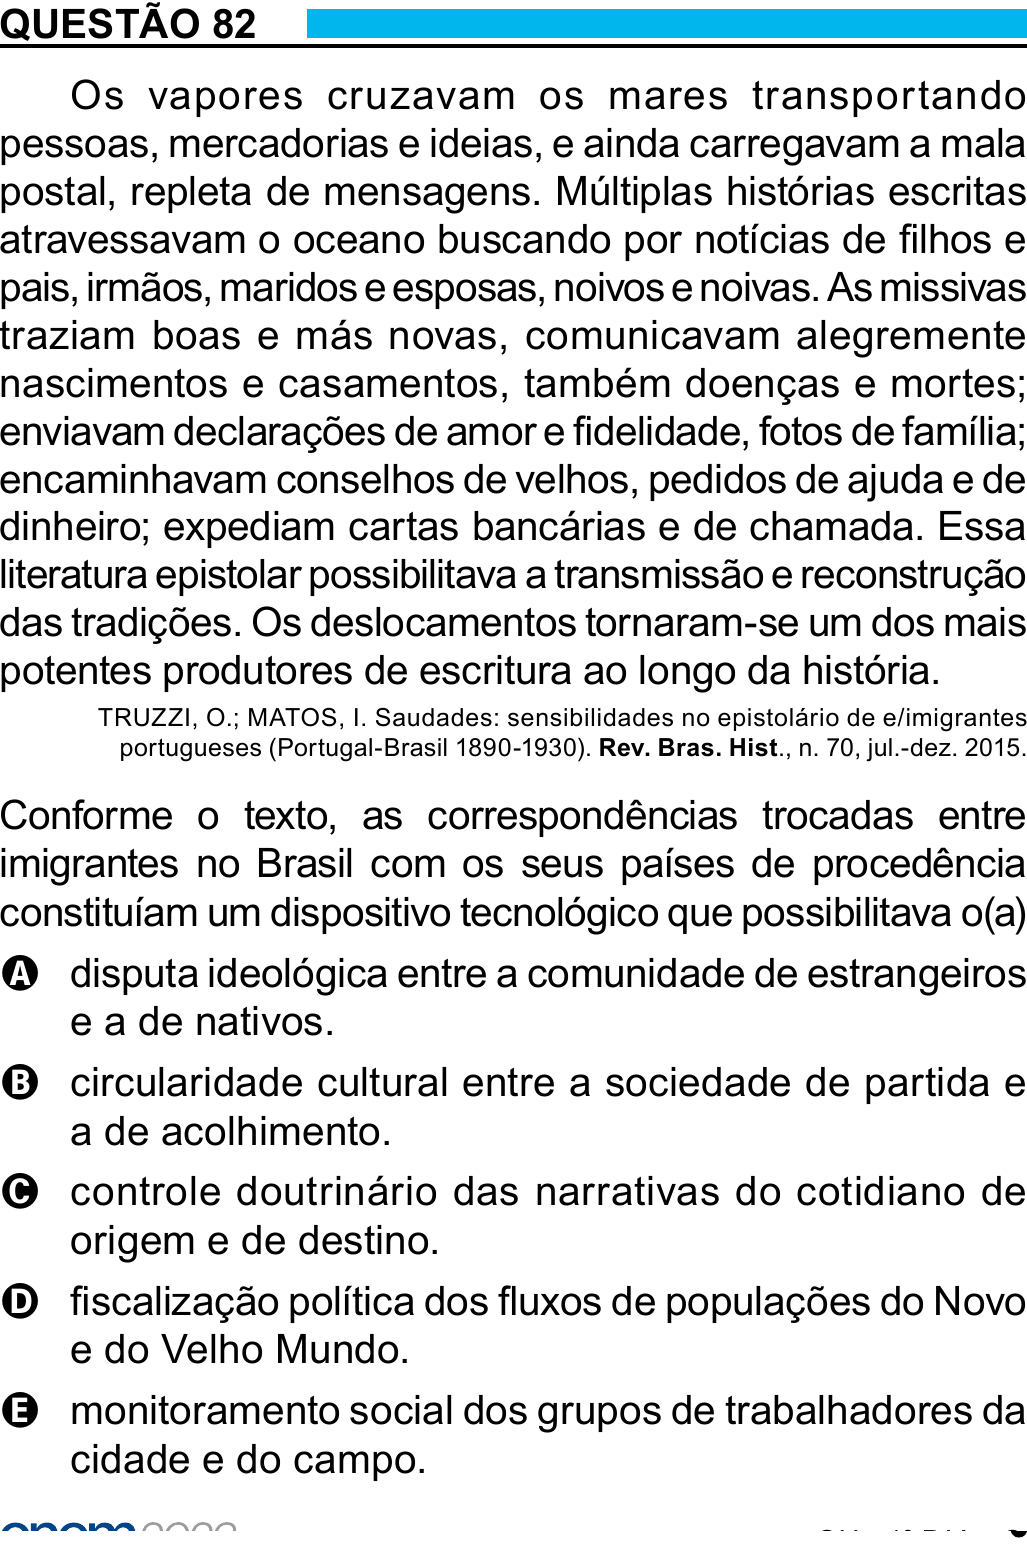 QUESTÃO 82
Os vapores cruzavam os mares transportando
pessoas, mercadorias e ideias, e ainda carregavam a mala
postal, repleta de mensagens. Múltiplas histórias escritas
atravessavam o oceano buscando por notícias de filhos e
pais, irmãos, maridos e esposas, noivos e noivas. As missivas
traziam boas e más novas, comunicavam alegremente
nascimentos e casamentos, também doenças e mortes;
enviavam declarações de amor e fidelidade, fotos de família;
encaminhavam conselhos de velhos, pedidos de ajuda e de
dinheiro; expediam cartas bancárias e de chamada. Essa
literatura epistolar possibilitava a transmissão e reconstrução
das tradições. Os deslocamentos tornaram-se um dos mais
potentes produtores de escritura ao longo da história.
TRUZZI, O.; MATOS, I. Saudades: sensibilidades no epistolário de e/imigrantes
portugueses (Portugal-Brasil 1890-1930). Rev. Bras. Hist., n. 70, jul.-dez. 2015.
Conforme o texto, as correspondências trocadas entre
imigrantes no Brasil com os seus países de procedência
constituíam um dispositivo tecnológico que possibilitava o(a)
A disputa ideológica entre a comunidade de estrangeiros
e a de nativos.
B circularidade cultural entre a sociedade de partida e
a de acolhimento.
C controle doutrinário das narrativas do cotidiano de
origem e de destino.
D fiscalização política dos fluxos de populações do Novo
e do Velho Mundo.
E monitoramento social dos grupos de trabalhadores da
cidade e do campo.